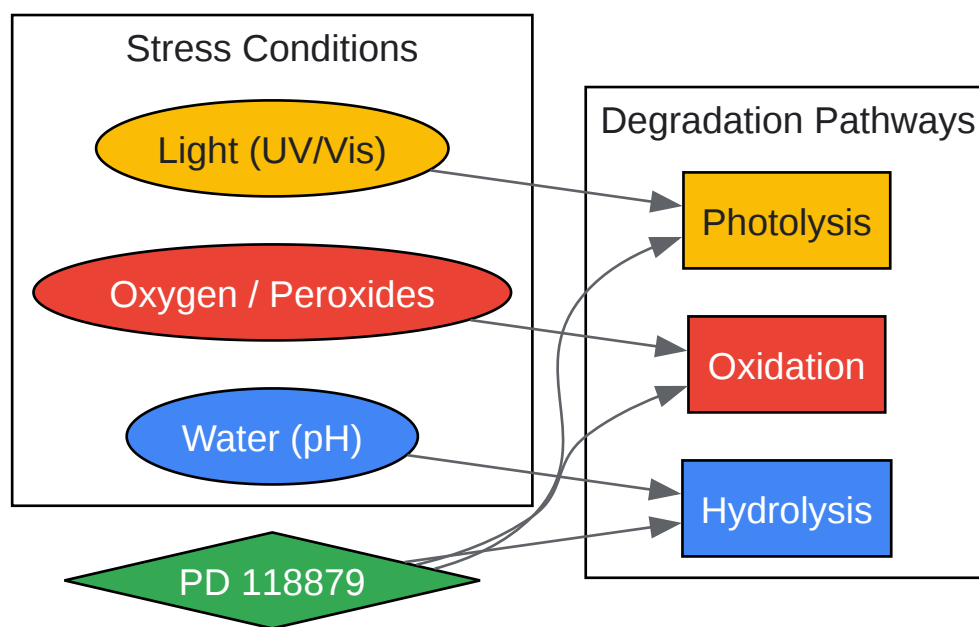 Stress Conditions
Light (UV/Vis)
Oxygen / Peroxides
Water (pH)
PD 118879
Degradation Pathways
Photolysis
Oxidation
Hydrolysis